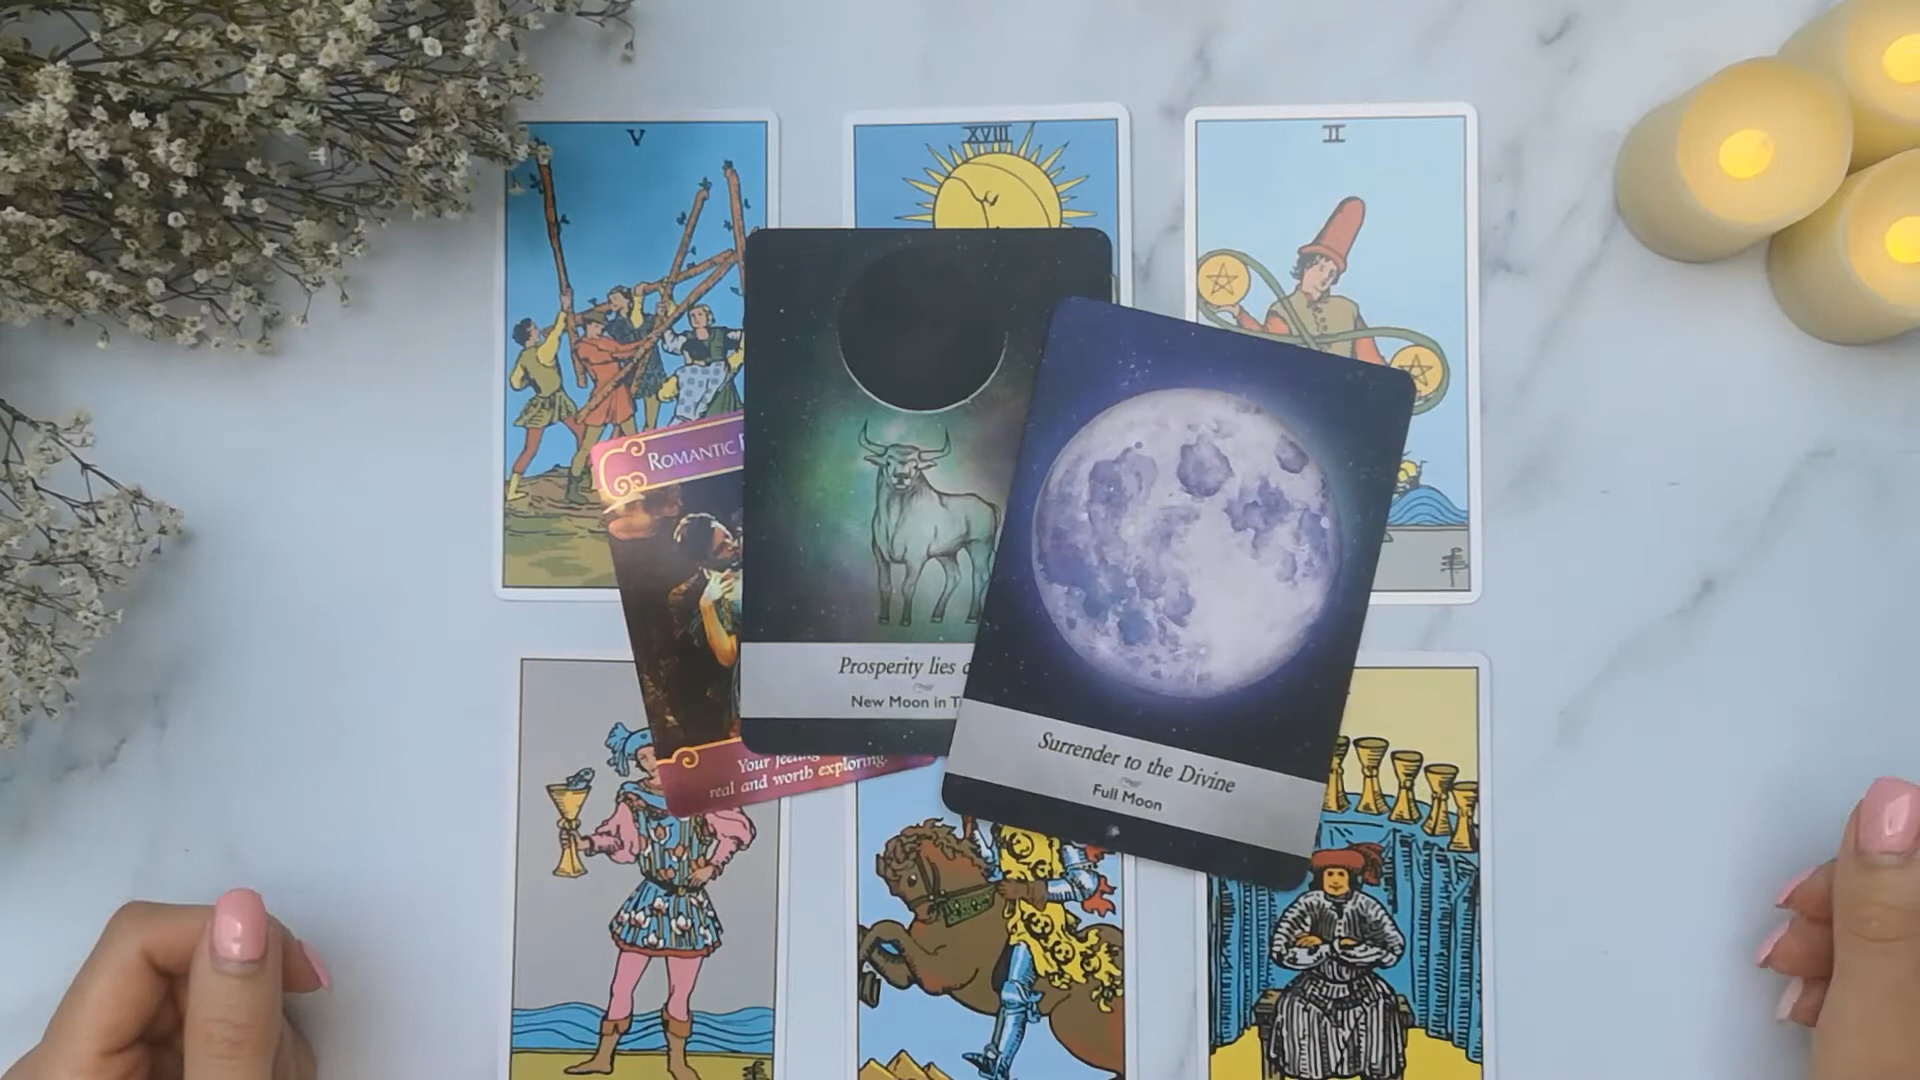 V
XVIII
II
ROMANTIC
Prosperity lies
New Moon in
Surrender to the Divine
Full Moon
Your
real and worth exploring.